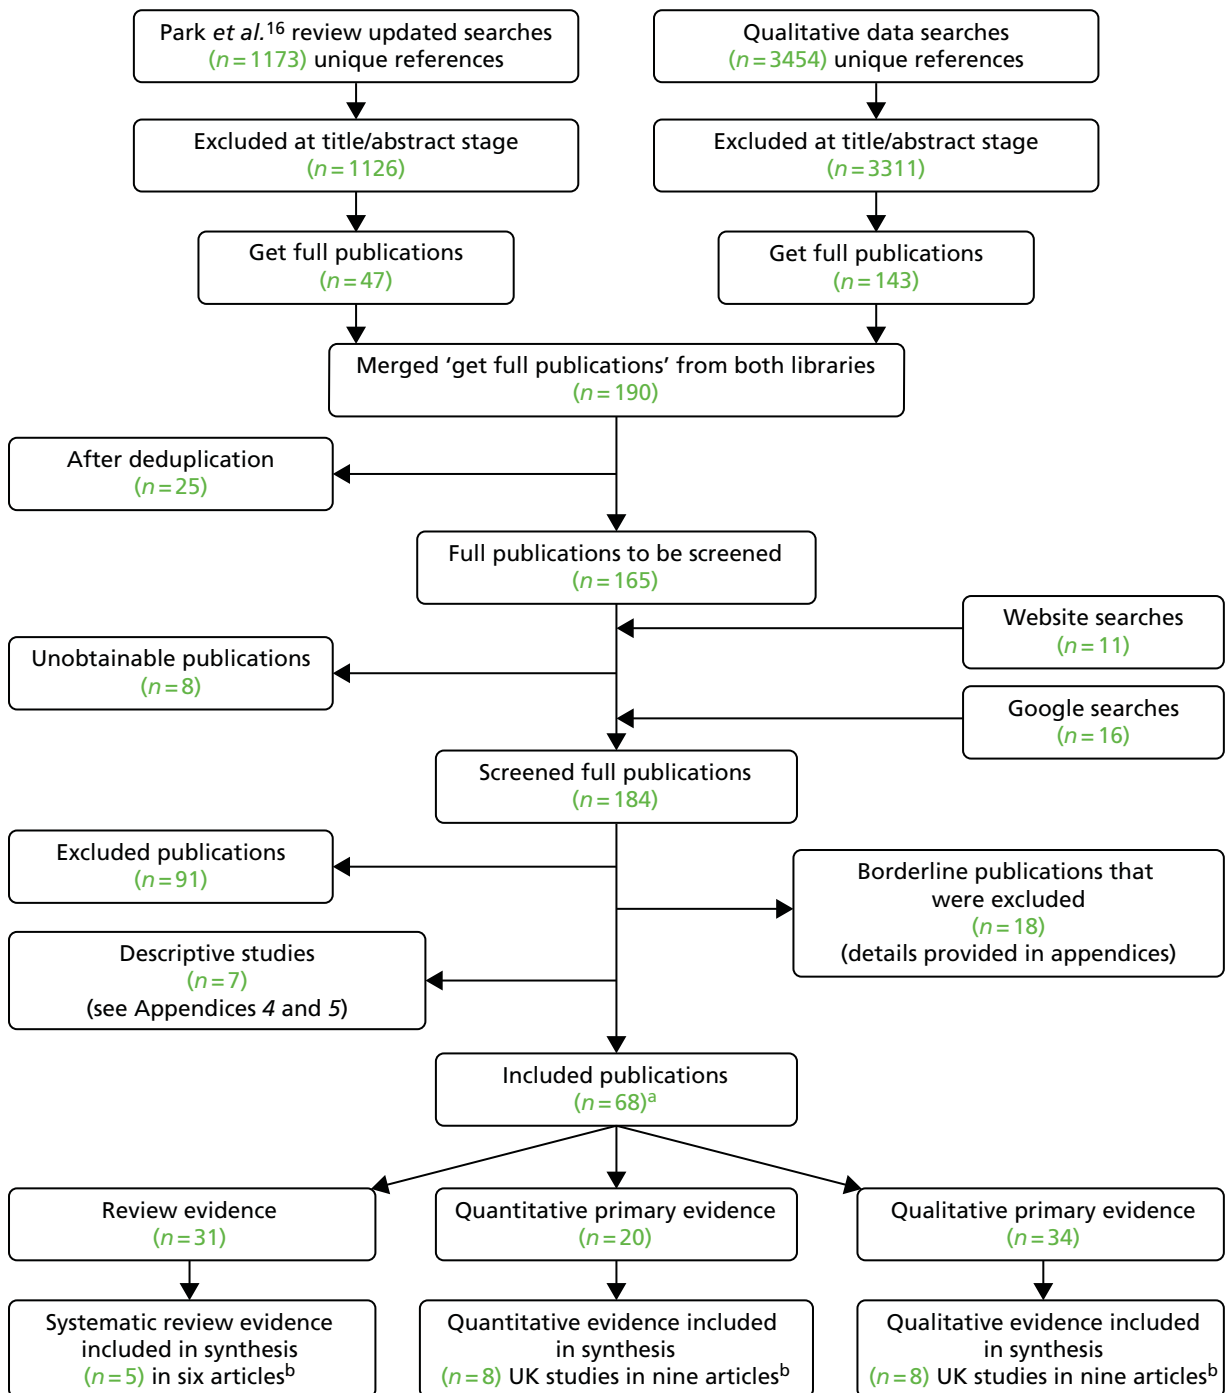 Park et al.16 review updated searches
(n=1173) unique references
Qualitative data searches
(n=3454) unique references
Excluded at title/abstract stage
(n=1126)
Excluded at title/abstract stage
(n=3311)
Get full publications
(n=47)
Get full publications
(n=143)
Merged ‘get full publications’ from both libraries
(n=190)
After deduplication
(n=25)
Full publications to be screened
(n=165)
Website searches
(n=11)
Unobtainable publications
(n=8)
Google searches
(n=16)
Screened full publications
(n=184)
Excluded publications
(n=91)
Borderline publications that
were excluded
(n=18)
(details provided in appendices)
Descriptive studies
(n=7)
(see Appendices 4 and 5)
Included publications
(n=68)a
Review evidence
(n=31)
Quantitative primary evidence
(n=20)
Qualitative primary evidence
(n=34)
Systematic review evidence
included in synthesis
(n=5) in six articlesb
Quantitative evidence included
in synthesis
(n=8) UK studies in nine articlesb
Qualitative evidence included
in synthesis
(n=8) UK studies in nine articlesb